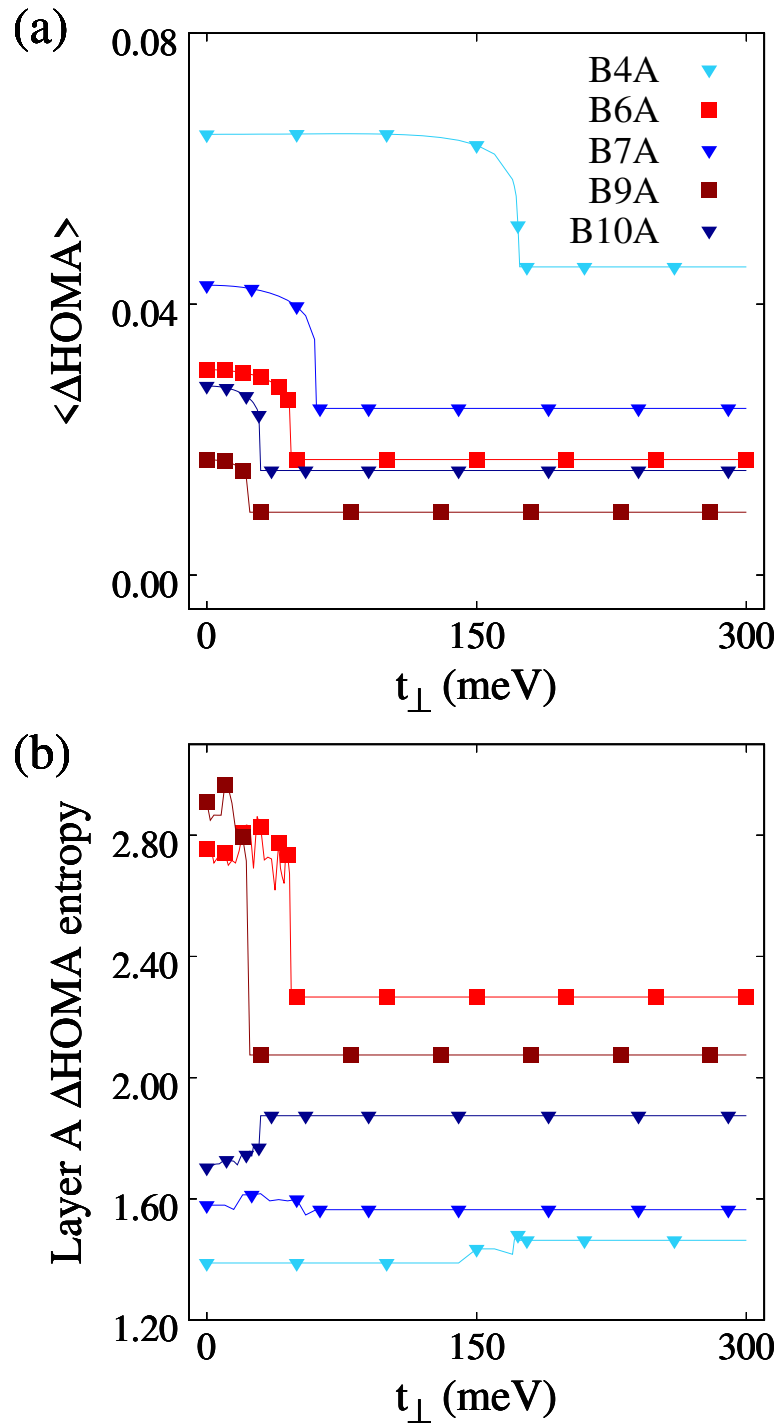 (a)
0.08
B4A
B6A
B7A
B9A
B10A
0.04
<ΔHOMA>
0.00
0 150 300
t⊥ (meV)
(b)
2.80
2.40
2.00
1.60
1.20
Layer A ΔHOMA entropy
0 150 300
t⊥ (meV)